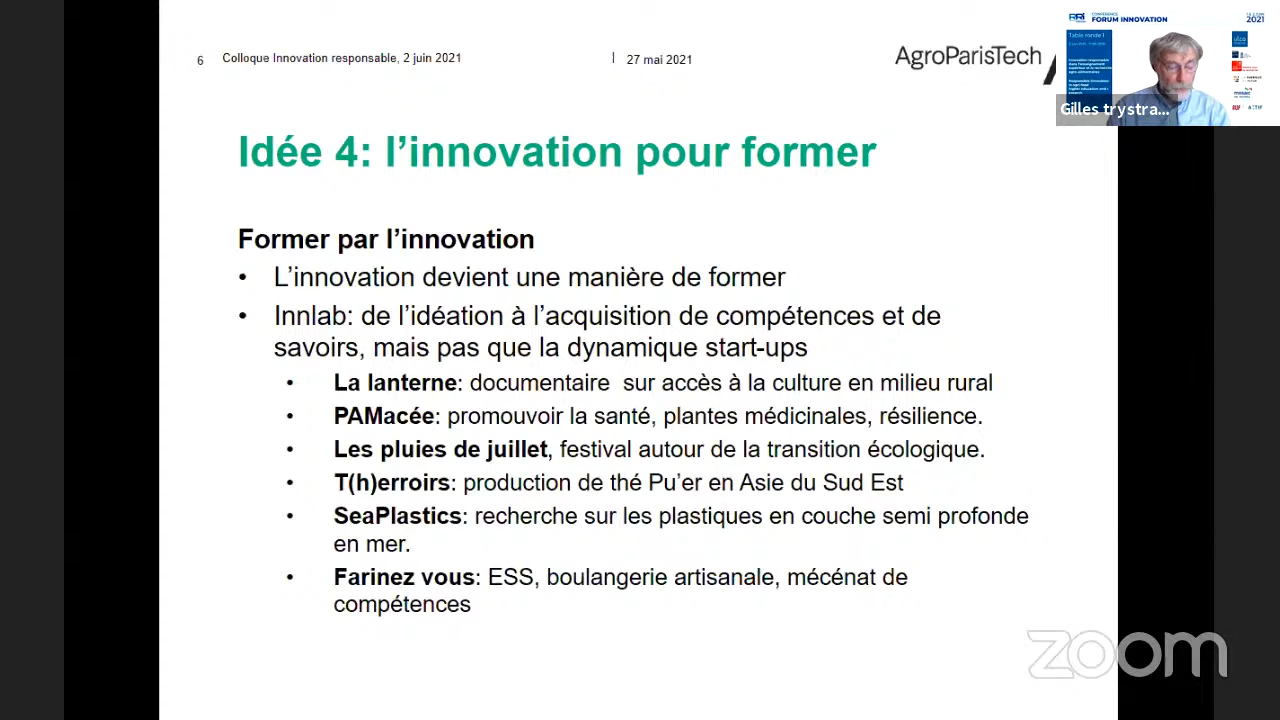 6 Colloque Innovation responsable, 2 juin 2021
27 mai 2021
AgroParisTech
CONFÉRENCE
FORUM INNOVATION
2021
Table ronde I
Gilles trystra...
Idée 4: l’innovation pour former
Former par l’innovation
• L’innovation devient une manière de former
• Innlab: de l’idéation à l’acquisition de compétences et de
savoirs, mais pas que la dynamique start-ups
• La lanterne: documentaire sur accès à la culture en milieu rural
• PAMacée: promouvoir la santé, plantes médicinales, résilience.
• Les pluies de juillet, festival autour de la transition écologique.
• T(h)erroirs: production de thé Pu’er en Asie du Sud Est
• SeaPlastics: recherche sur les plastiques en couche semi profonde
en mer.
• Farinez vous: ESS, boulangerie artisanale, mécénat de
compétences
zoom